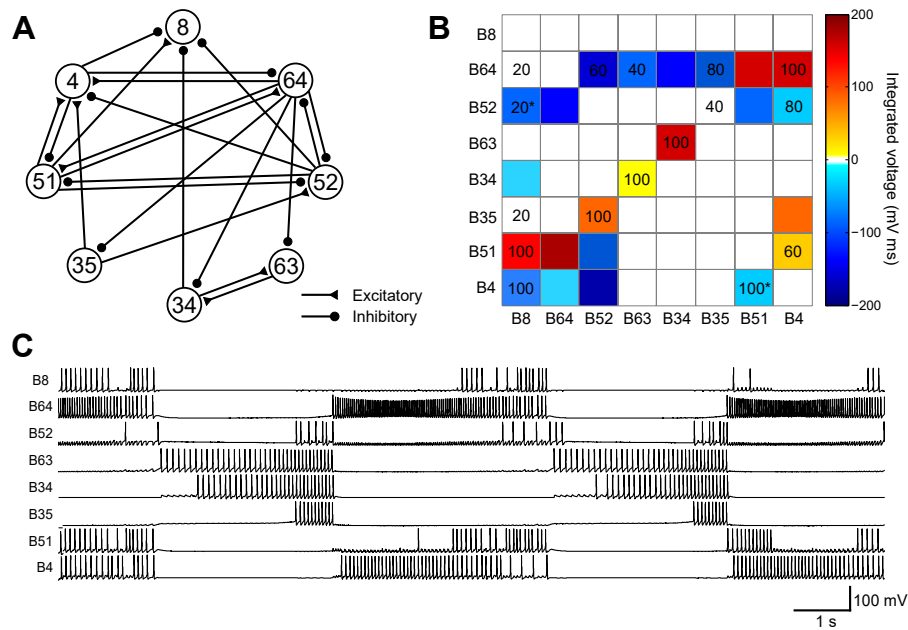 A
8
4
64
51
52
35
63
34
Excitatory
Inhibitory
B
B8
B64 20 60 40 80 100
B52 20* 40 80
B63 100
B34 100
B35 20 100
B51 100 60
B4 100 100*
B8 B64 B52 B63 B34 B35 B51 B4
200
100
0
−100
−200
Integrated voltage (mV ms)
C
B8
B64
B52
B63
B34
B35
B51
B4
100 mV
1 s